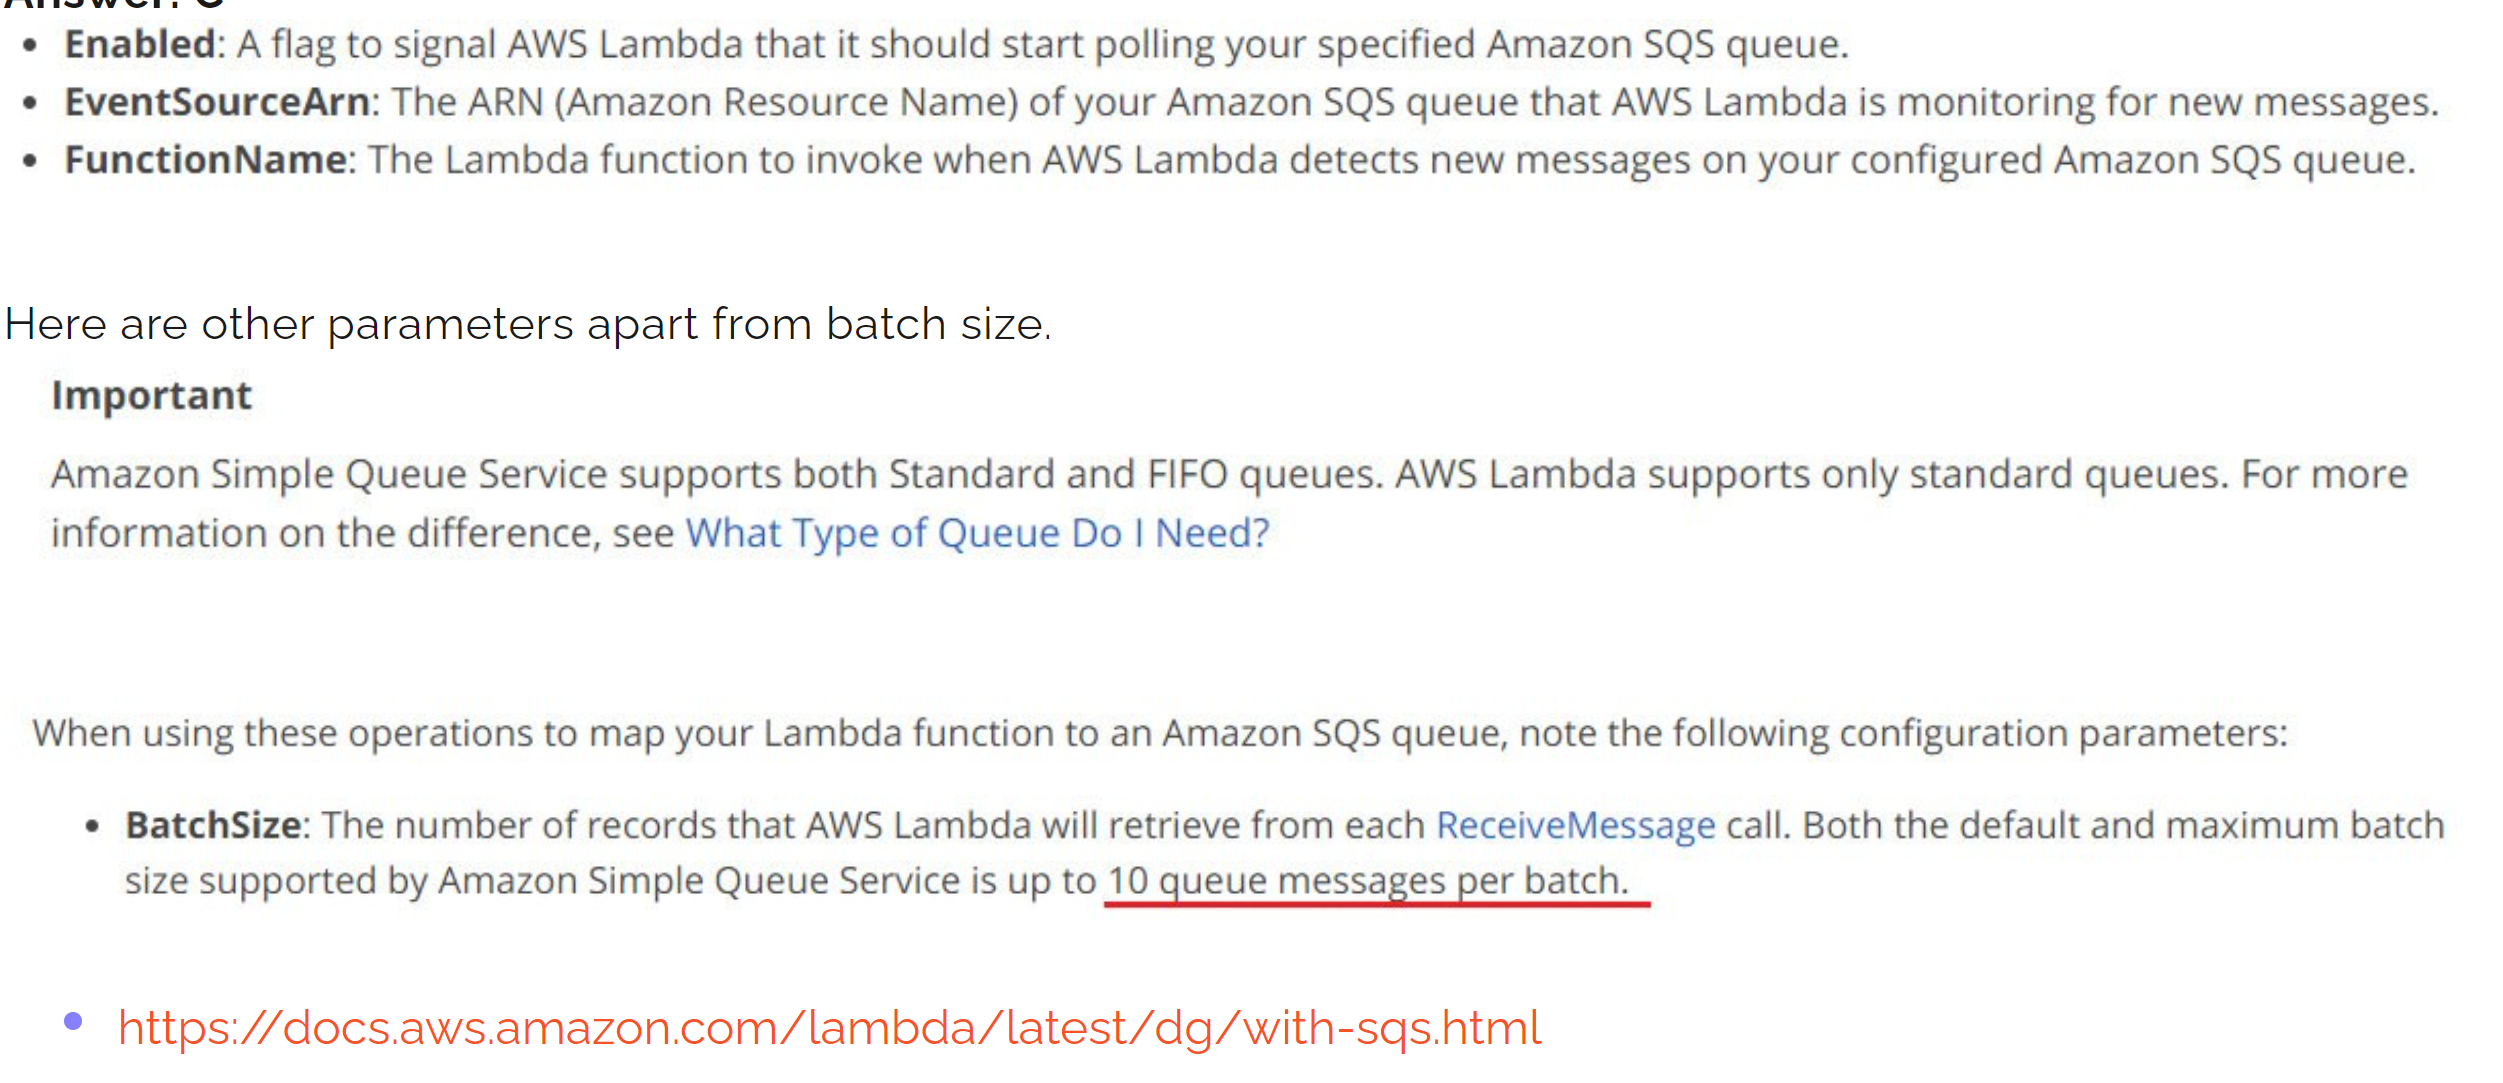 Answer: C
• Enabled: A flag to signal AWS Lambda that it should start polling your specified Amazon SQS queue.
• EventSourceArn: The ARN (Amazon Resource Name) of your Amazon SQS queue that AWS Lambda is monitoring for new messages.
• FunctionName: The Lambda function to invoke when AWS Lambda detects new messages on your configured Amazon SQS queue.
Here are other parameters apart from batch size.
Important
Amazon Simple Queue Service supports both Standard and FIFO queues. AWS Lambda supports only standard queues. For more
information on the difference, see What Type of Queue Do I Need?
When using these operations to map your Lambda function to an Amazon SQS queue, note the following configuration parameters:
• BatchSize: The number of records that AWS Lambda will retrieve from each ReceiveMessage call. Both the default and maximum batch
size supported by Amazon Simple Queue Service is up to 10 queue messages per batch.
• https://docs.aws.amazon.com/lambda/latest/dg/with-sqs.html